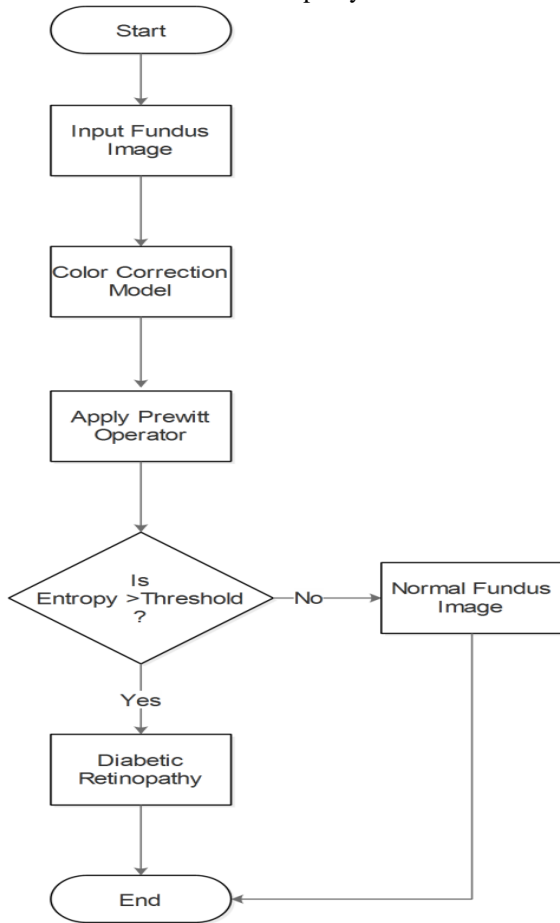 Start
Input Fundus
Image
Color Correction
Model
Apply Prewitt
Operator
Is
Entropy >Threshold
?
No
Normal Fundus
Image
Yes
Diabetic
Retinopathy
End